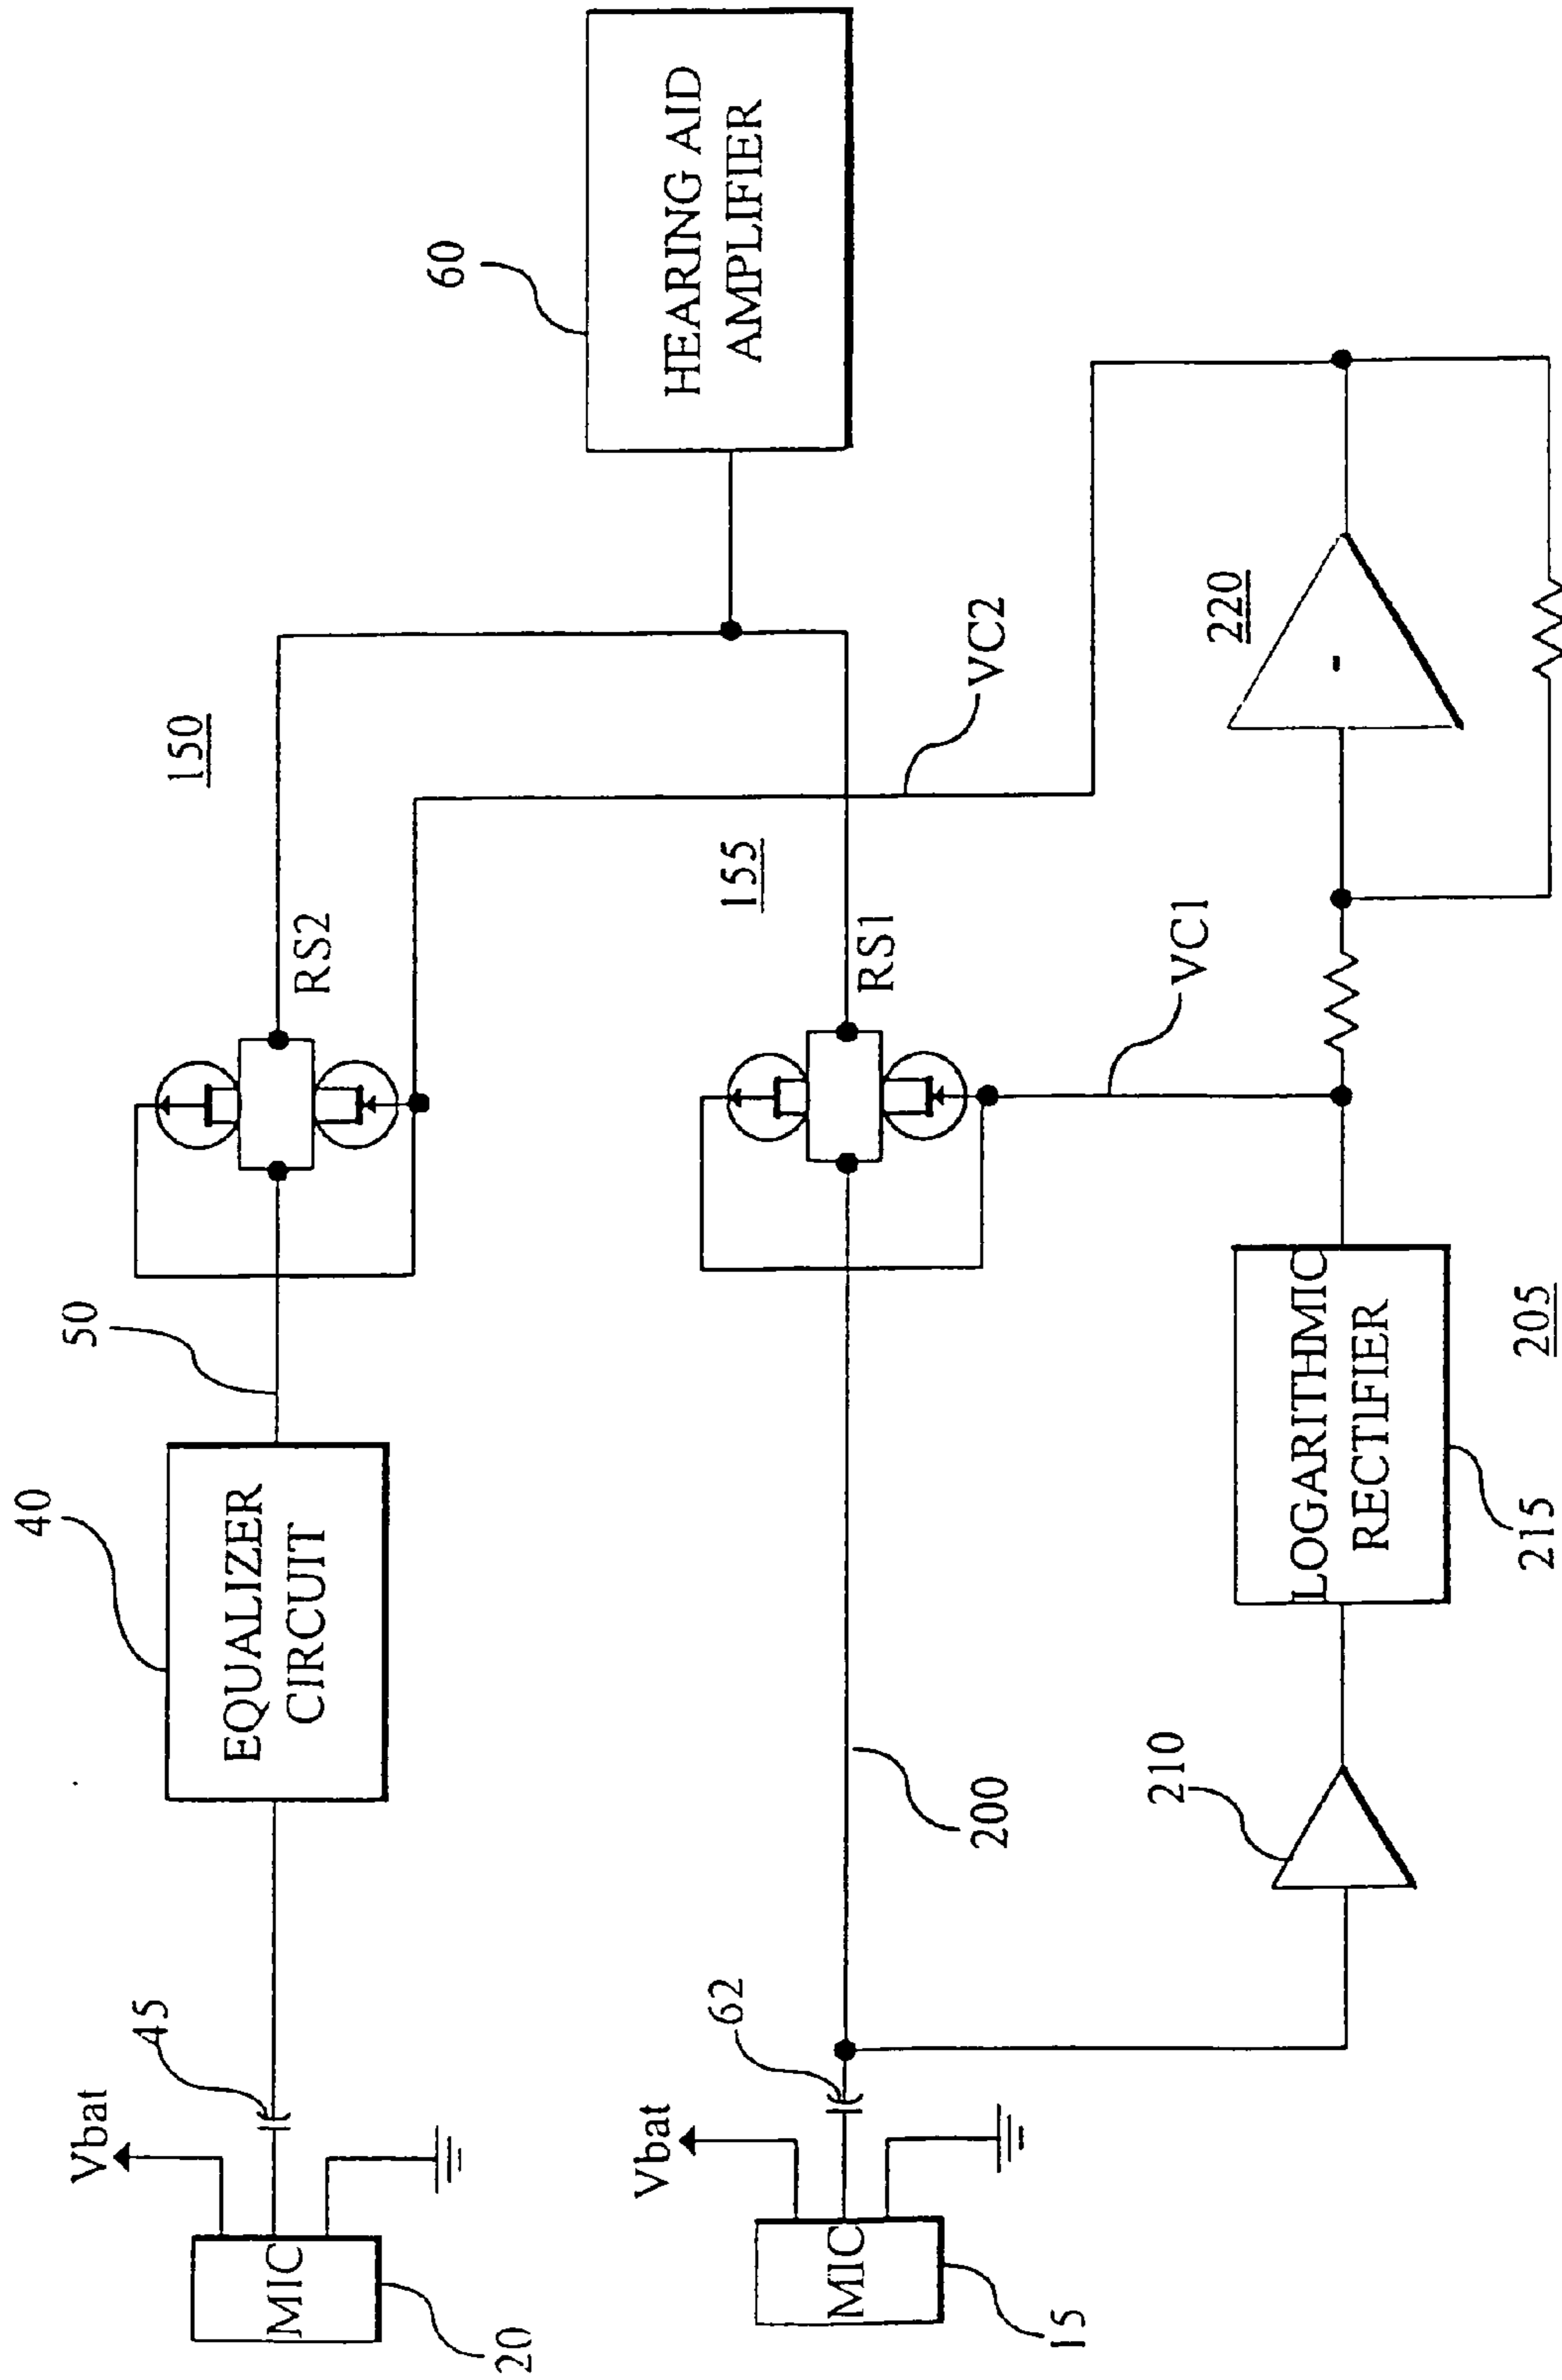 Vbat
MIC
20
45
EQUALIZER
CIRCUIT
40
50
RS2
150
HEARING AID
AMPLIFIER
60
Vbat
MIC
15
62
200
RS1
155
VC2
VC1
210
LOGARITHMIC
RECTIFIER
215
205
220
-